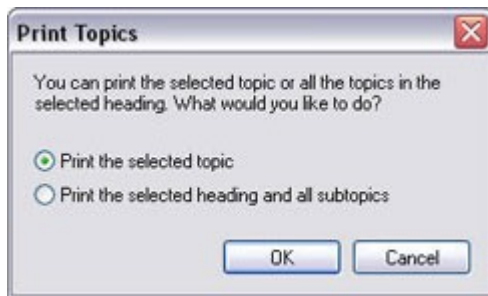 Print Topics
You can print the selected topic or all the topics in the
selected heading. What would you like to do?
Print the selected topic
Print the selected heading and all subtopics
OK
Cancel